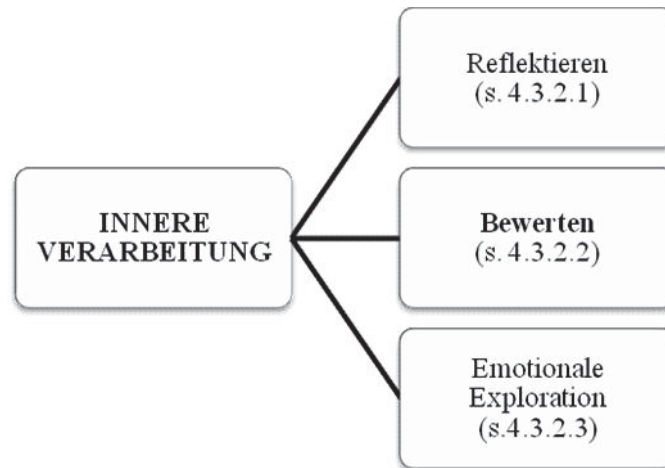 Reflektieren
(s. 4.3.2.1)
INNERE
VERARBEITUNG
Bewerten
(s. 4.3.2.2)
Emotionale
Exploration
(s.4.3.2.3)